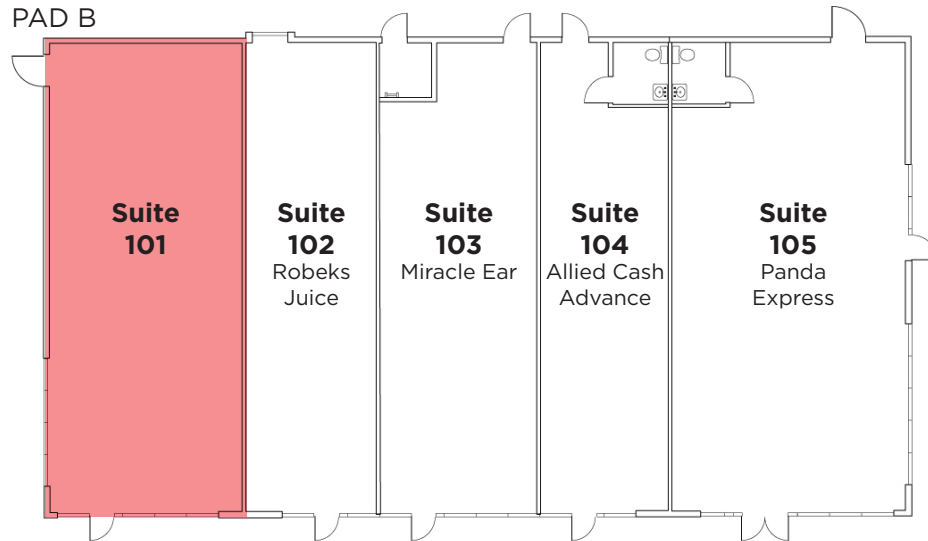 PAD B
Suite
101
Suite
102
Robeks
Juice
Suite
103
Miracle Ear
Suite
104
Allied Cash
Advance
Suite
105
Panda
Express